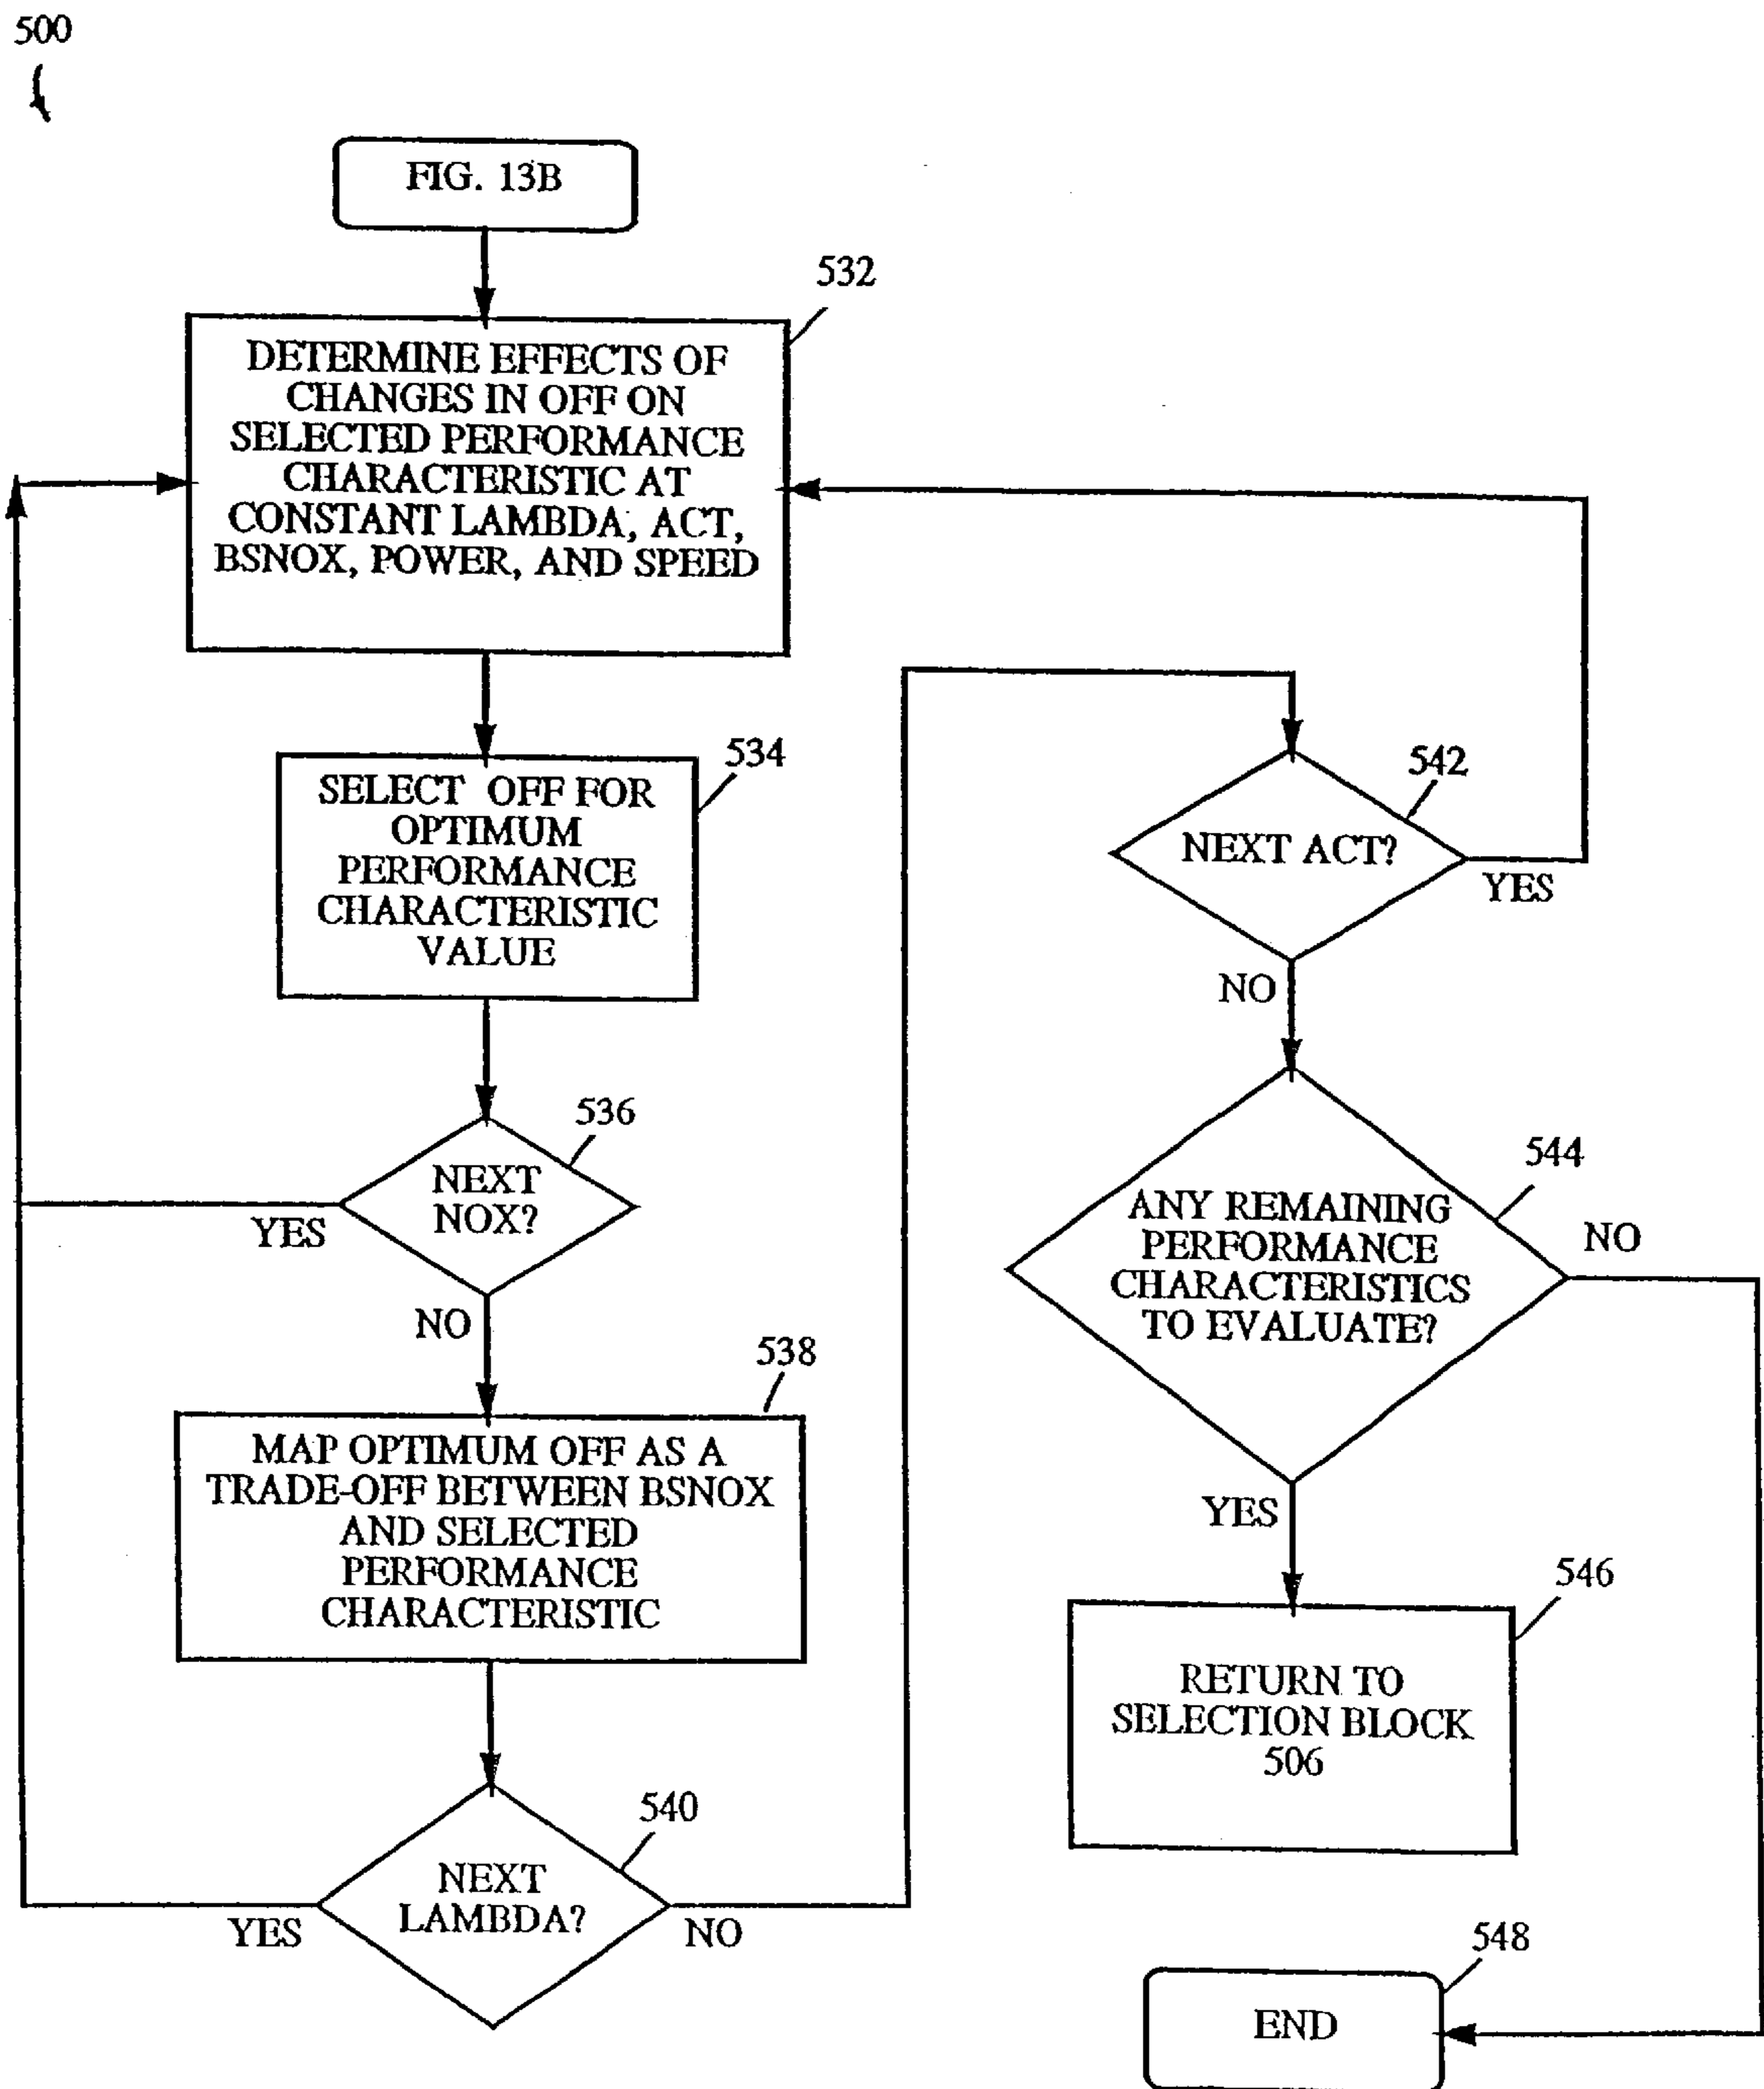 500
FIG. 13B
532
DETERMINE EFFECTS OF
CHANGES IN OFF ON
SELECTED PERFORMANCE
CHARACTERISTIC AT
CONSTANT LAMBDA, ACT,
BSNOX, POWER, AND SPEED
534
SELECT OFF FOR
OPTIMUM
PERFORMANCE
CHARACTERISTIC
VALUE
536
NEXT
NOX?
YES
NO
538
MAP OPTIMUM OFF AS A
TRADE-OFF BETWEEN BSNOX
AND SELECTED
PERFORMANCE
CHARACTERISTIC
540
NEXT
LAMBDA?
YES
NO
542
NEXT ACT?
YES
NO
544
ANY REMAINING
PERFORMANCE
CHARACTERISTICS
TO EVALUATE?
NO
YES
546
RETURN TO
SELECTION BLOCK
506
548
END